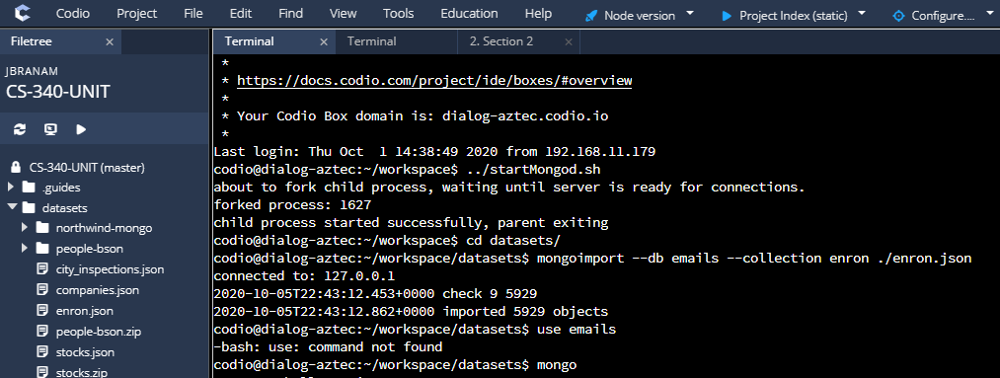 Codio Project File Edit Find View Tools Education Help Node version Project Index (static) Configure....
Filetree ×
JBRANAM
CS-340-UNIT
CS-340-UNIT (master)
.guides
datasets
northwind-mongo
people-bson
city_inspections.json
companies.json
enron.json
people-bson.zip
stocks.json
stocks.zip
Terminal × Terminal 2. Section 2 ×
*
* https://docs.codio.com/project/ide/boxes/#overview
*
* Your Codio Box domain is: dialog-aztec.codio.io
*
Last login: Thu Oct  1 14:38:49 2020 from 192.168.11.179
codio@dialog-aztec:~/workspace$ ../startMongod.sh
about to fork child process, waiting until server is ready for connections.
forked process: 1627
child process started successfully, parent exiting
codio@dialog-aztec:~/workspace$ cd datasets/
codio@dialog-aztec:~/workspace/datasets$ mongoimport --db emails --collection enron ./enron.json
connected to: 127.0.0.1
2020-10-05T22:43:12.453+0000 check 9 5929
2020-10-05T22:43:12.862+0000 imported 5929 objects
codio@dialog-aztec:~/workspace/datasets$ use emails
-bash: use: command not found
codio@dialog-aztec:~/workspace/datasets$ mongo